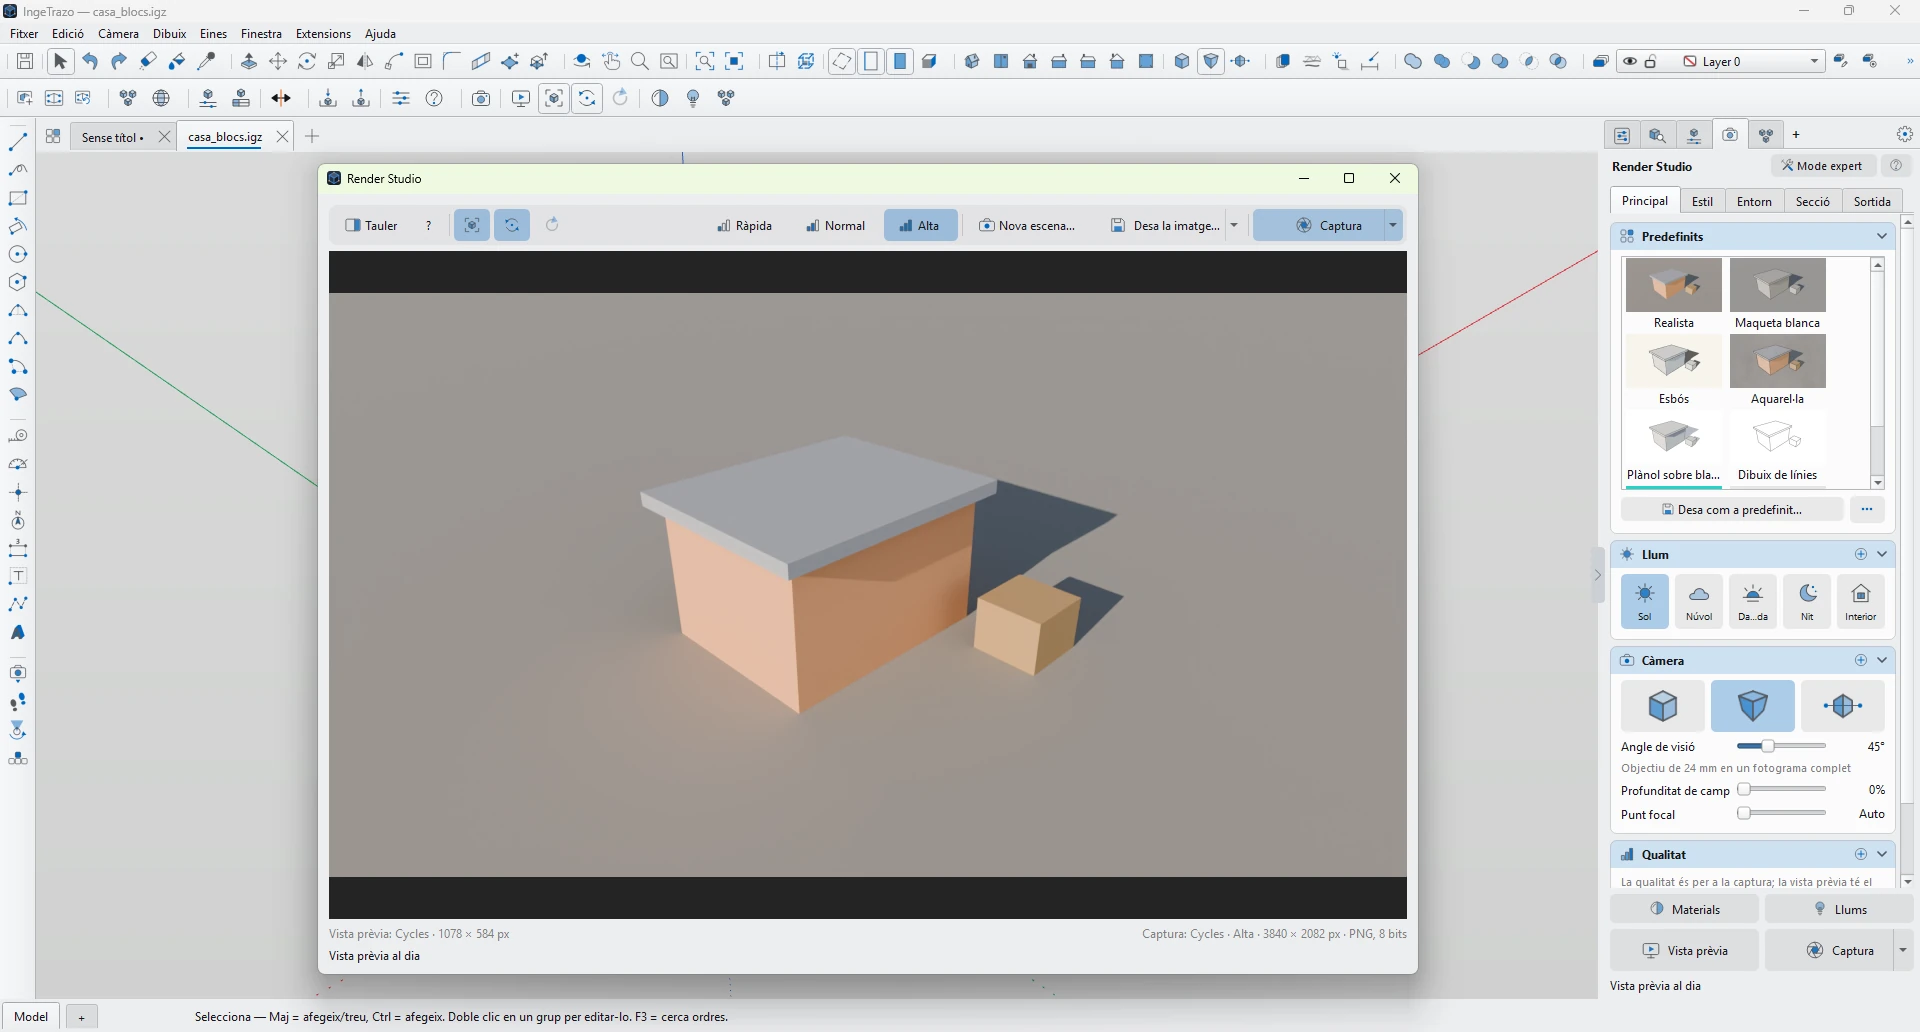 IngeTrazo — casa_blocs.igz
Fitxer Edició Càmera Dibuix Eines Finestra Extensions Ajuda
Layer 0
Sense títol •
casa_blocs.igz
Render Studio
Tauler
?
Ràpida
Normal
Alta
Nova escena...
Desa la imatge...
Captura
Vista prèvia: Cycles · 1078 × 584 px
Captura: Cycles · Alta · 3840 × 2082 px · PNG, 8 bits
Vista prèvia al dia
Render Studio
Mode expert
Principal Estil Entorn Secció Sortida
Predefinits
Realista
Maqueta blanca
Esbós
Aquarel·la
Plànol sobre bla...
Dibuix de línies
Desa com a predefinit...
Llum
Sol
Núvol
Da...da
Nit
Interior
Càmera
Angle de visió 45°
Objectiu de 24 mm en un fotograma complet
Profunditat de camp 0%
Punt focal Auto
Qualitat
La qualitat és per a la captura; la vista prèvia té el
Materials
Llums
Vista prèvia
Captura
Vista prèvia al dia
Model
+
Selecciona — Maj = afegeix/treu, Ctrl = afegeix. Doble clic en un grup per editar-lo. F3 = cerca ordres.